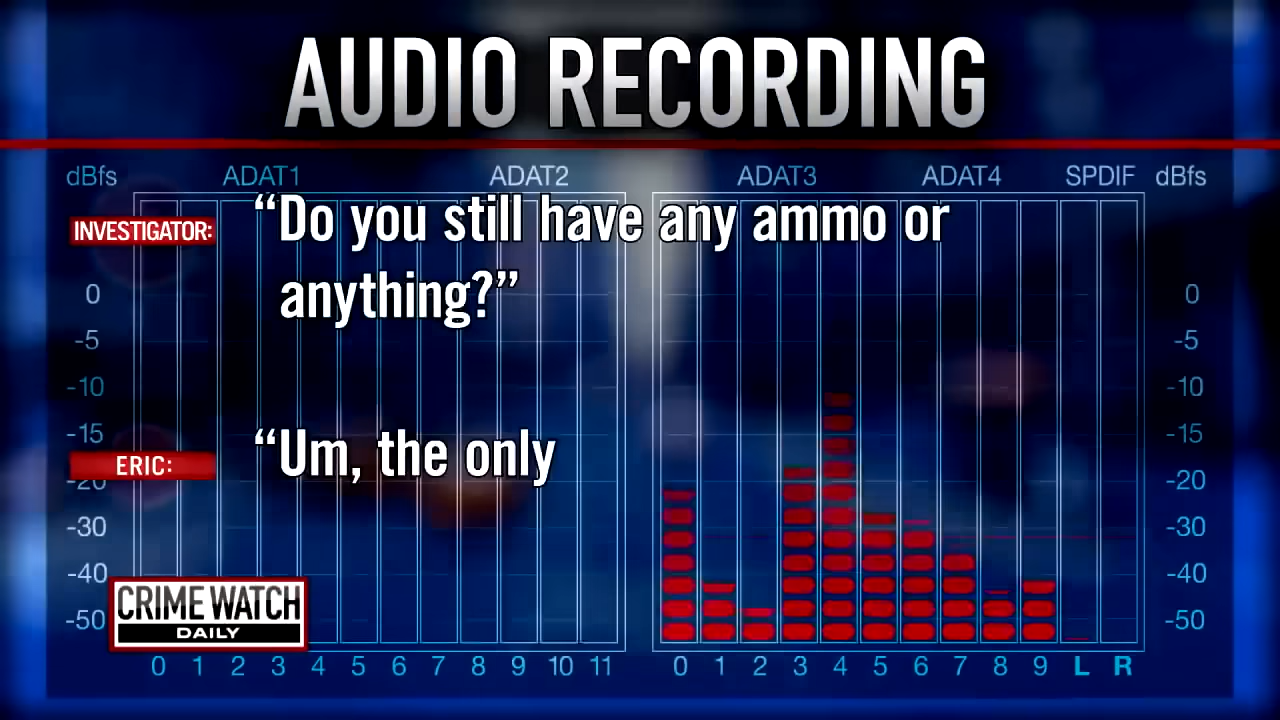 AUDIO RECORDING
dBfs ADAT1 ADAT2 ADAT3 ADAT4 SPDIF dBfs
INVESTIGATOR: “Do you still have any ammo or
anything?”
0 0
-5 -5
-10 -10
-15 -15
ERIC: “Um, the only
-20 -20
-30 -30
-40 -40
CRIME WATCH
DAILY
-50 -50
0 1 2 3 4 5 6 7 8 9 10 11 0 1 2 3 4 5 6 7 8 9 L R